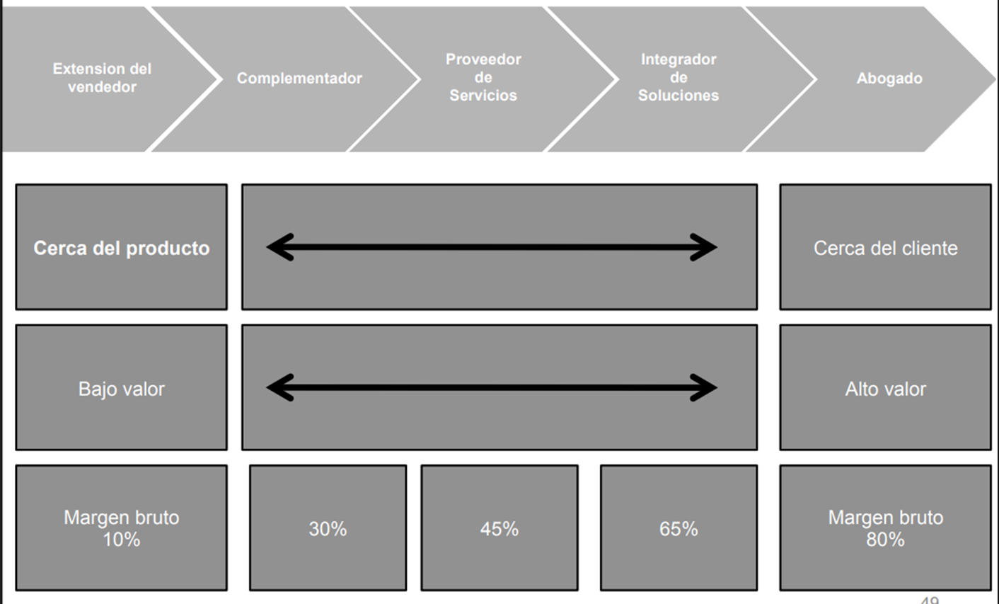 Extension del
vendedor
Complementador
Proveedor
de
Servicios
Integrador
de
Soluciones
Abogado
Cerca del producto
Cerca del cliente
Bajo valor
Alto valor
Margen bruto
10%
30%
45%
65%
Margen bruto
80%
49